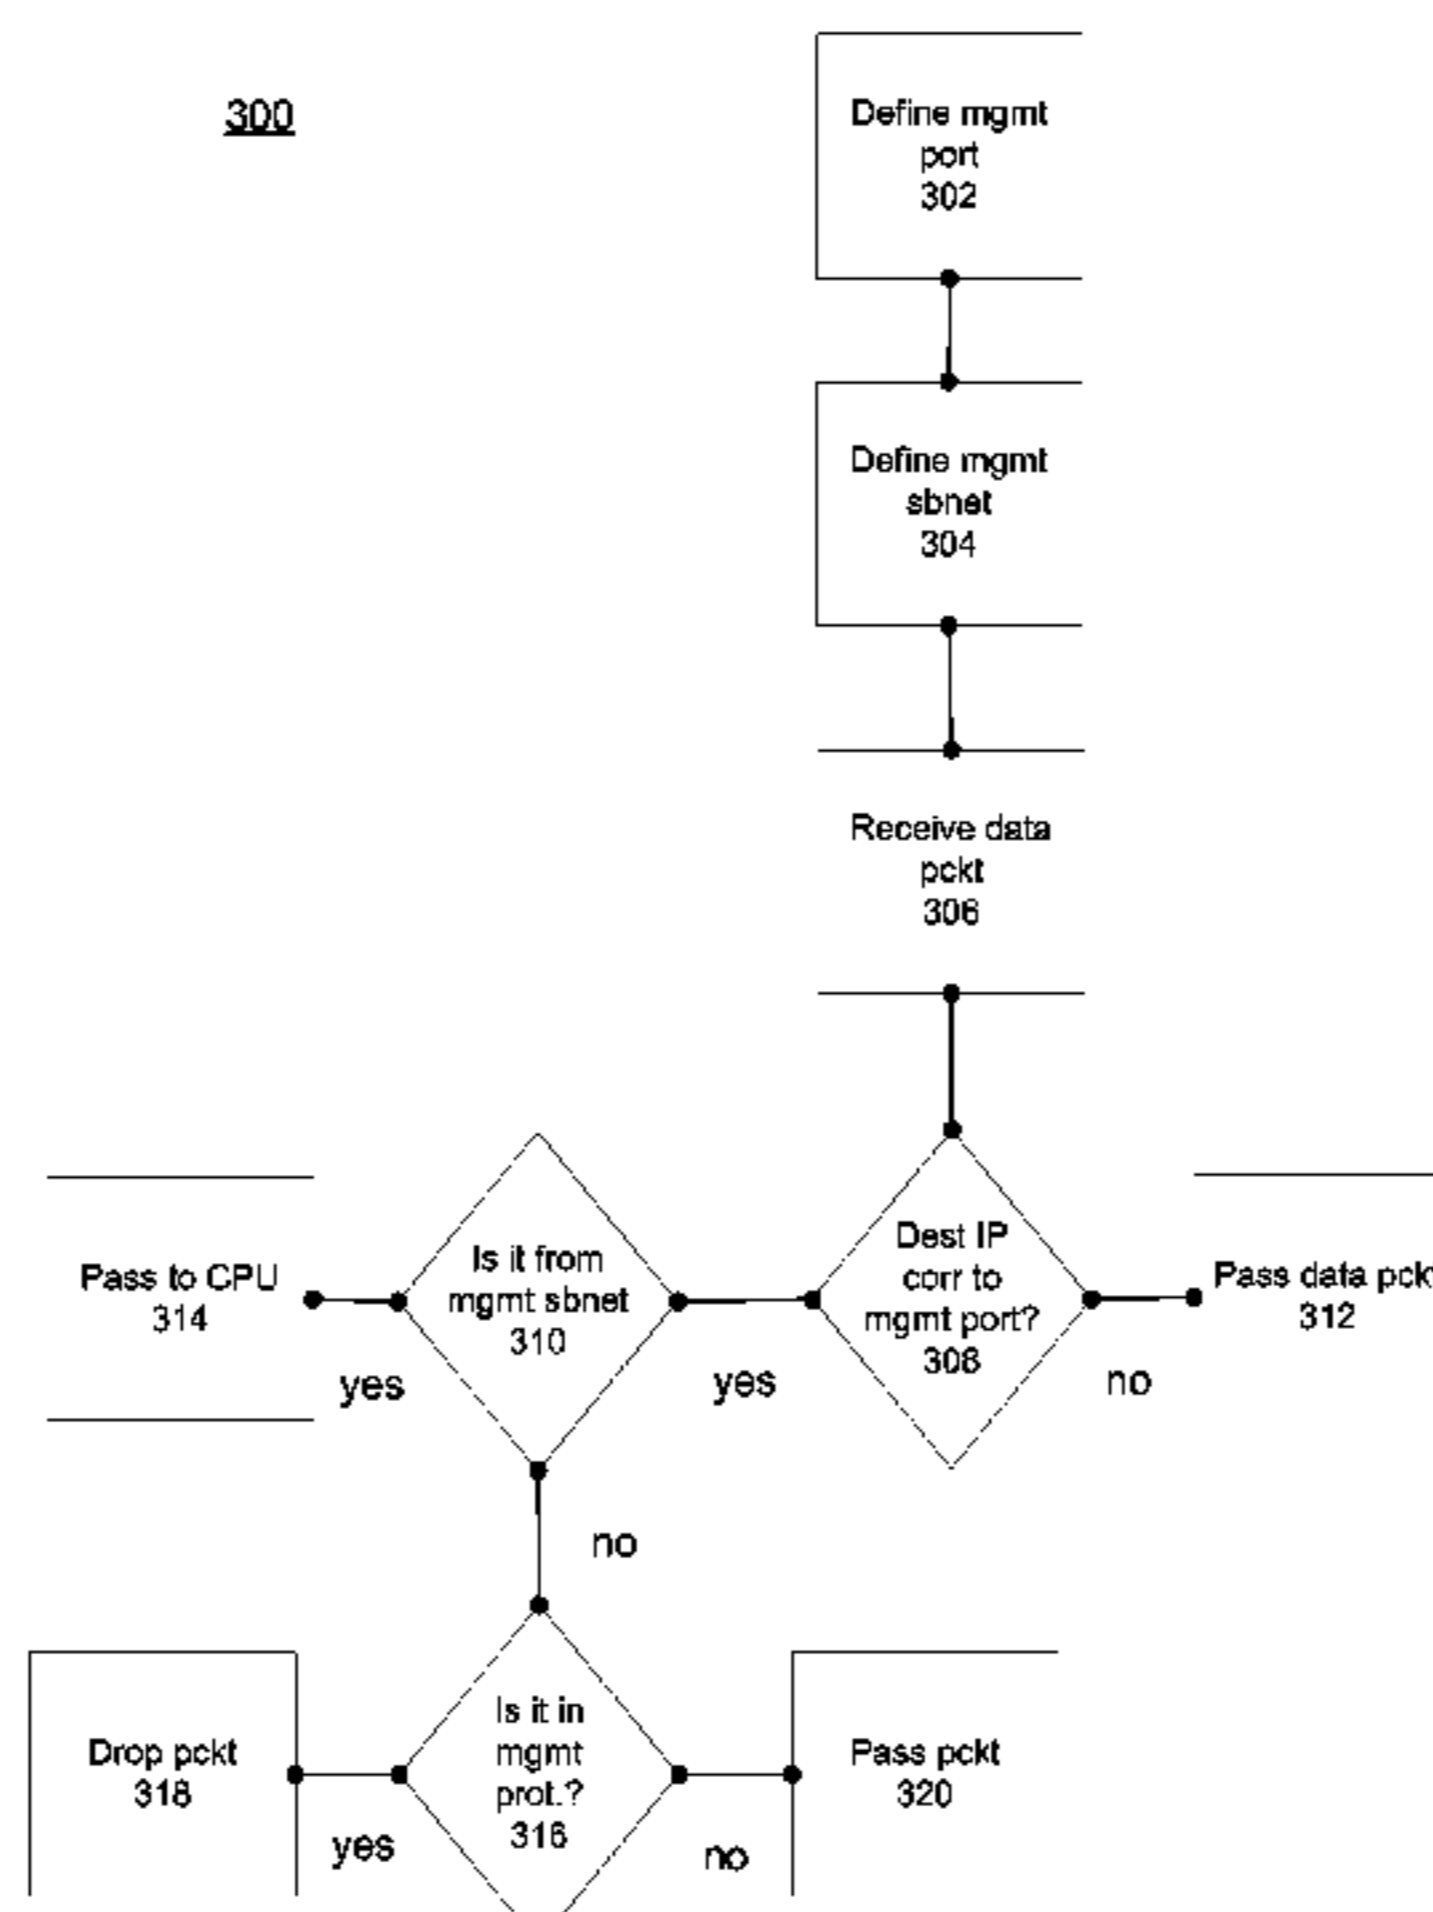 300
Define mgmt
port
302
Define mgmt
sbnet
304
Receive data
pckt
306
Dest IP
corr to
mgmt port?
308
Is it from
mgmt sbnet
310
Pass to CPU
314
Pass data
312
yes
yes
no
no
Is it in
mgmt
prot.?
316
Drop pckt
318
Pass pckt
320
yes
no